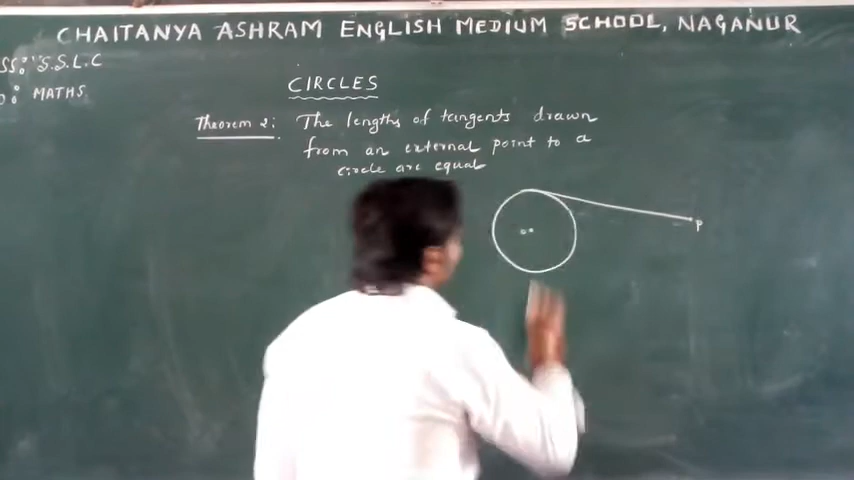 CHAITANYA ASHRAM ENGLISH MEDIUM SCHOOL, NAGANUR
SS: S.S.L.C
: MATHS
CIRCLES
Theorem 2: The lengths of tangents drawn
from an external point to a
circle are equal
P
o